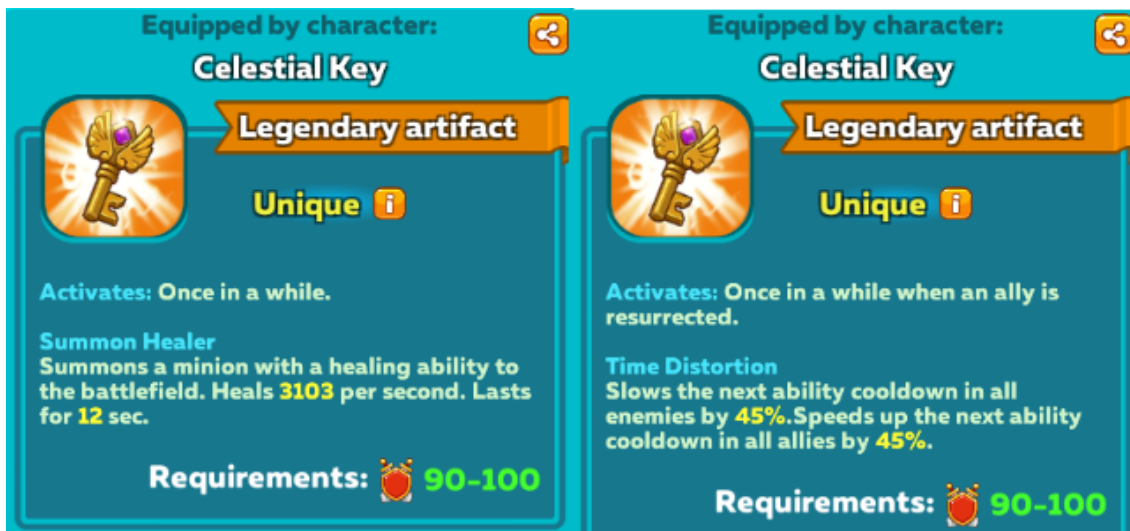 Equipped by character:
Celestial Key
Legendary artifact
Unique i
Activates: Once in a while.
Summon Healer
Summons a minion with a healing ability to
the battlefield. Heals 3103 per second. Lasts
for 12 sec.
Requirements: 90-100
Equipped by character:
Celestial Key
Legendary artifact
Unique i
Activates: Once in a while when an ally is
resurrected.
Time Distortion
Slows the next ability cooldown in all
enemies by 45%.Speeds up the next ability
cooldown in all allies by 45%.
Requirements: 90-100